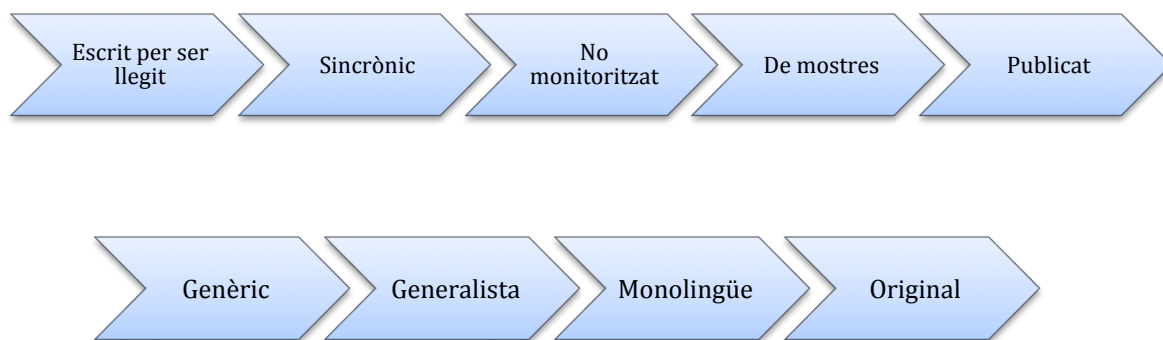 Escrit per ser
llegit
Sincrònic
No
monitoritzat
De mostres
Publicat
Genèric
Generalista
Monolingüe
Original